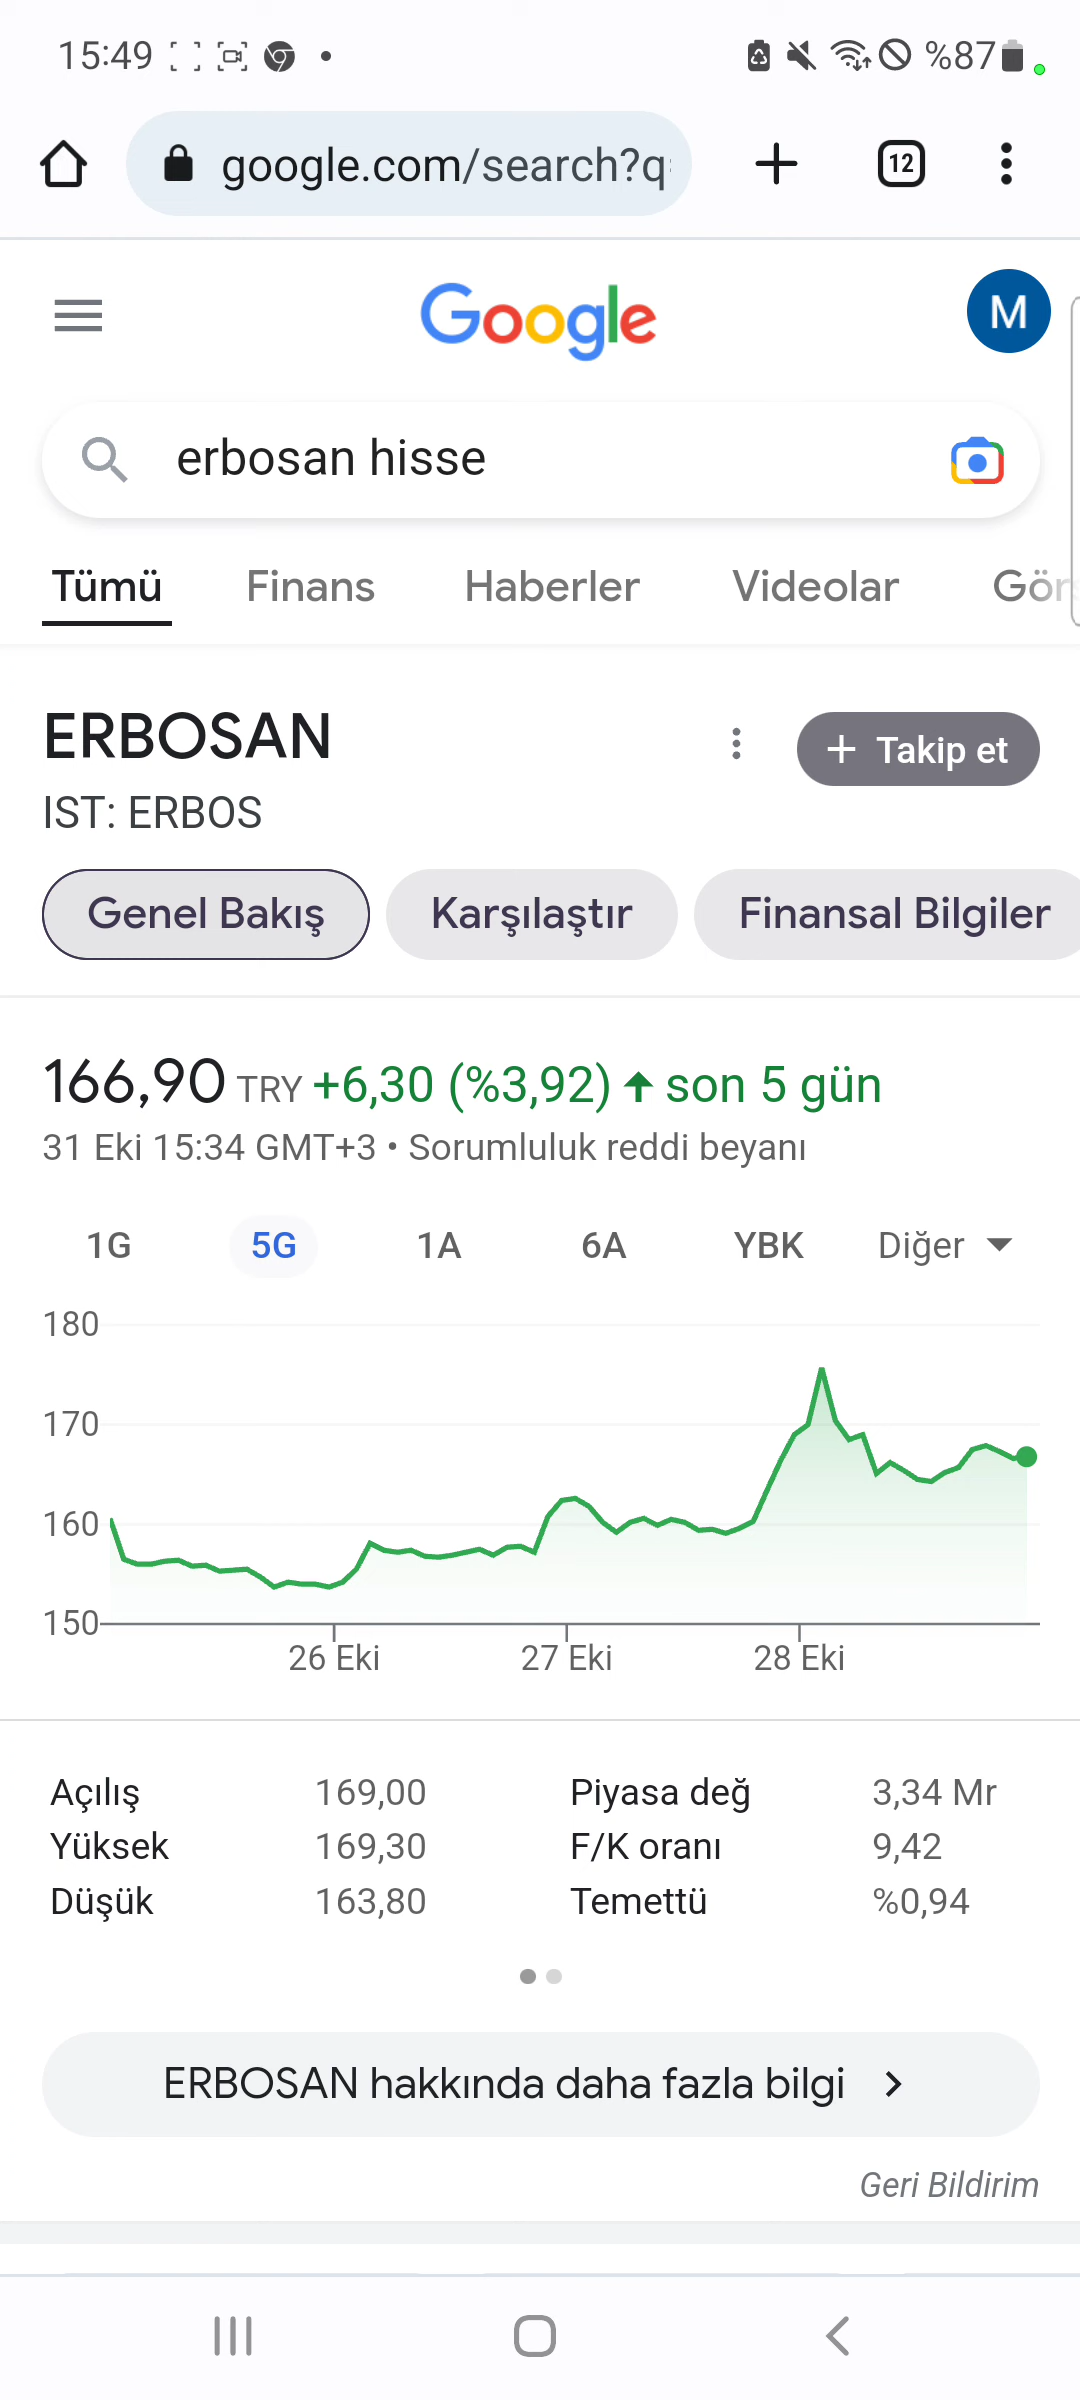 15:49 %87
google.com/search?q
12
Google
M
erbosan hisse
Tümü Finans Haberler Videolar Gör
ERBOSAN
+ Takip et
IST: ERBOS
Genel Bakış Karşılaştır Finansal Bilgiler
166,90 TRY +6,30 (%3,92) ↑ son 5 gün
31 Eki 15:34 GMT+3 • Sorumluluk reddi beyanı
1G 5G 1A 6A YBK Diğer
180
170
160
150
26 Eki 27 Eki 28 Eki
Açılış 169,00 Piyasa değ 3,34 Mr
Yüksek 169,30 F/K oranı 9,42
Düşük 163,80 Temettü %0,94
ERBOSAN hakkında daha fazla bilgi >
Geri Bildirim